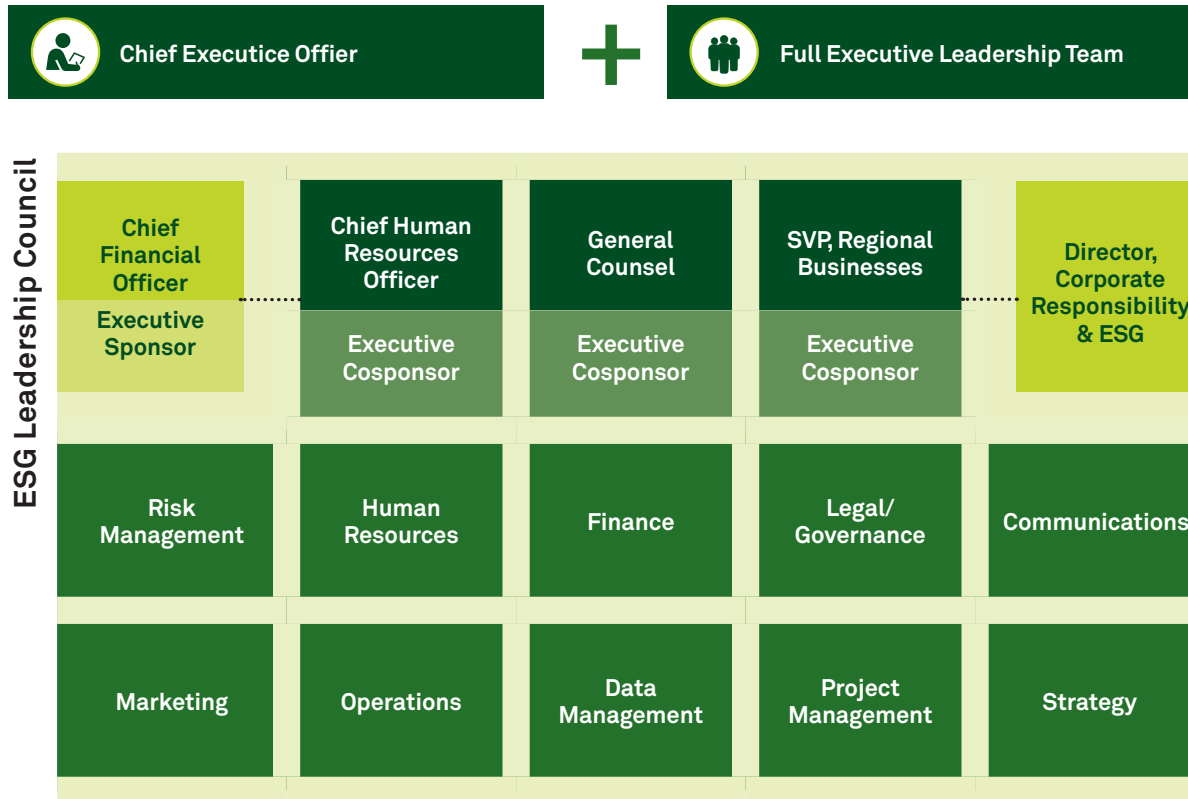 Chief Executice Offier
Full Executive Leadership Team
ESG Leadership Council
Chief
Financial
Officer
Executive
Sponsor
Chief Human
Resources
Officer
Executive
Cosponsor
General
Counsel
Executive
Cosponsor
SVP, Regional
Businesses
Executive
Cosponsor
Director,
Corporate
Responsibility
& ESG
Risk
Management
Human
Resources
Finance
Legal/
Governance
Communications
Marketing
Operations
Data
Management
Project
Management
Strategy